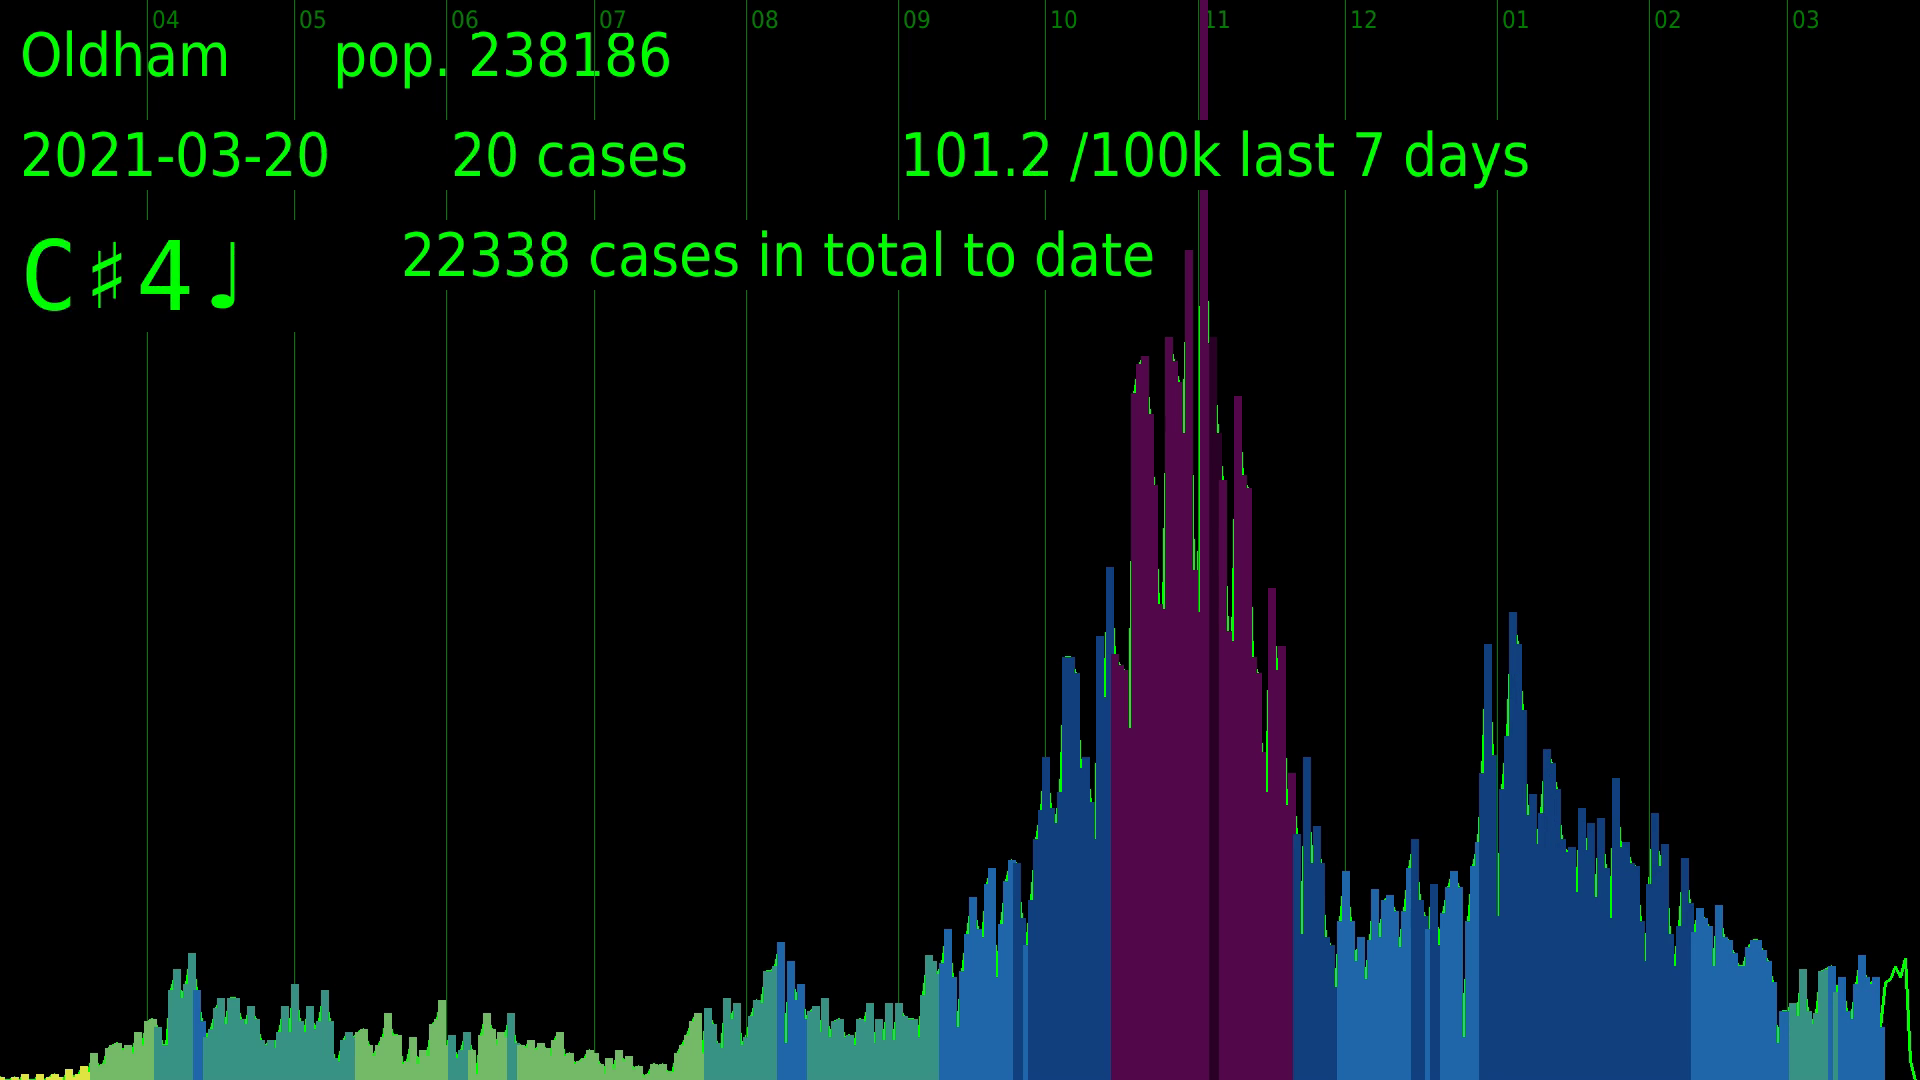 04 05 06 07 08 09 10 11 12 01 02 03
Oldham pop. 238186
2021-03-20 20 cases 101.2 /100k last 7 days
C♯4♩ 22338 cases in total to date